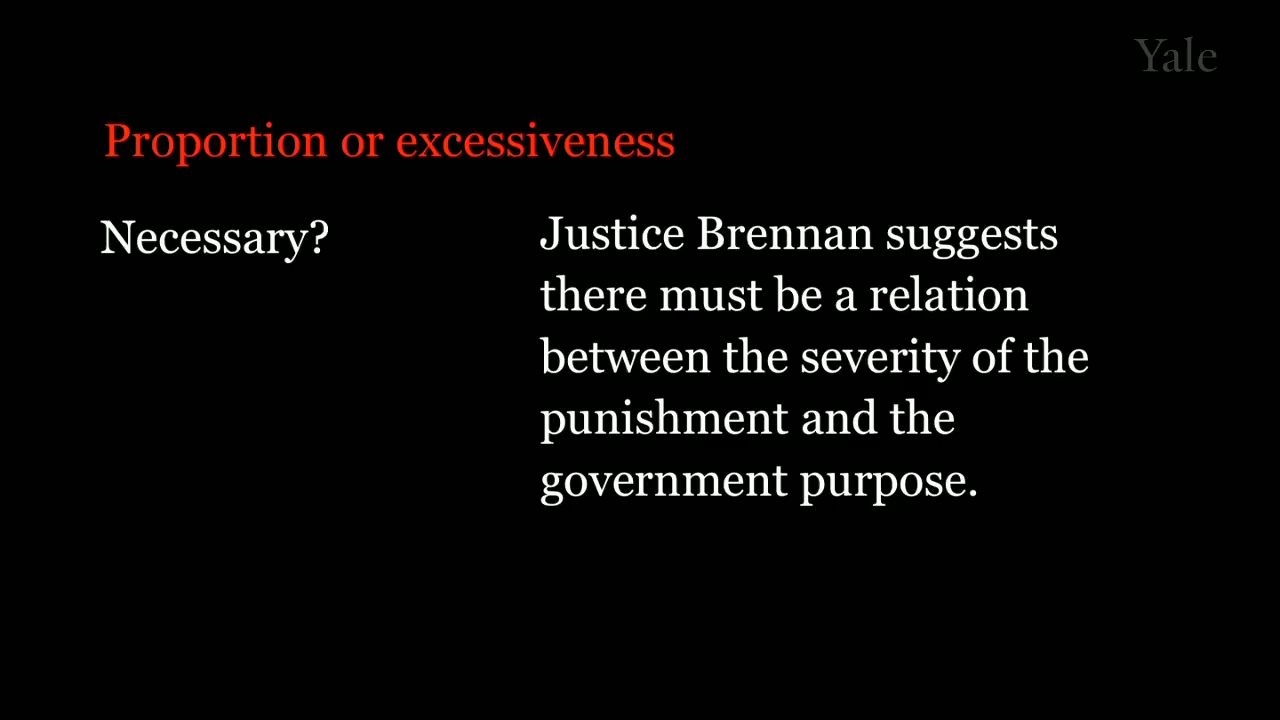 Yale
Proportion or excessiveness
Necessary?
Justice Brennan suggests
there must be a relation
between the severity of the
punishment and the
government purpose.